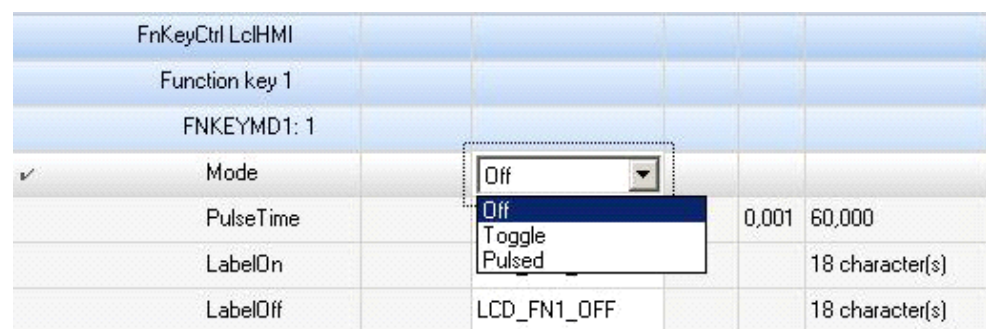 FnKeyCtrl LclHMI
Function key 1
FNKEYMD1: 1
Mode Off
Off
PulseTime 0,001 60,000
Toggle
Pulsed
LabelOn 18 character(s)
LabelOff LCD_FN1_OFF 18 character(s)